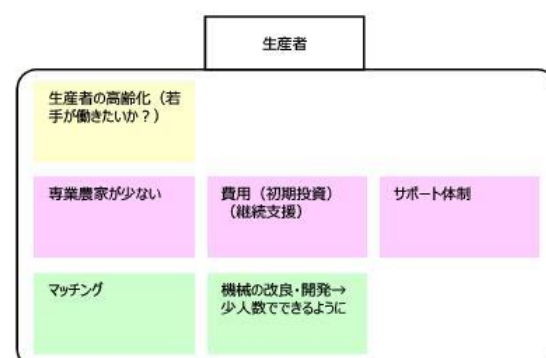 生産者
生産者の高齢化（若
手が働きたいか？）
専業農家が少ない
費用（初期投資）
（継続支援）
サポート体制
マッチング
機械の改良・開発→
少人数でできるように